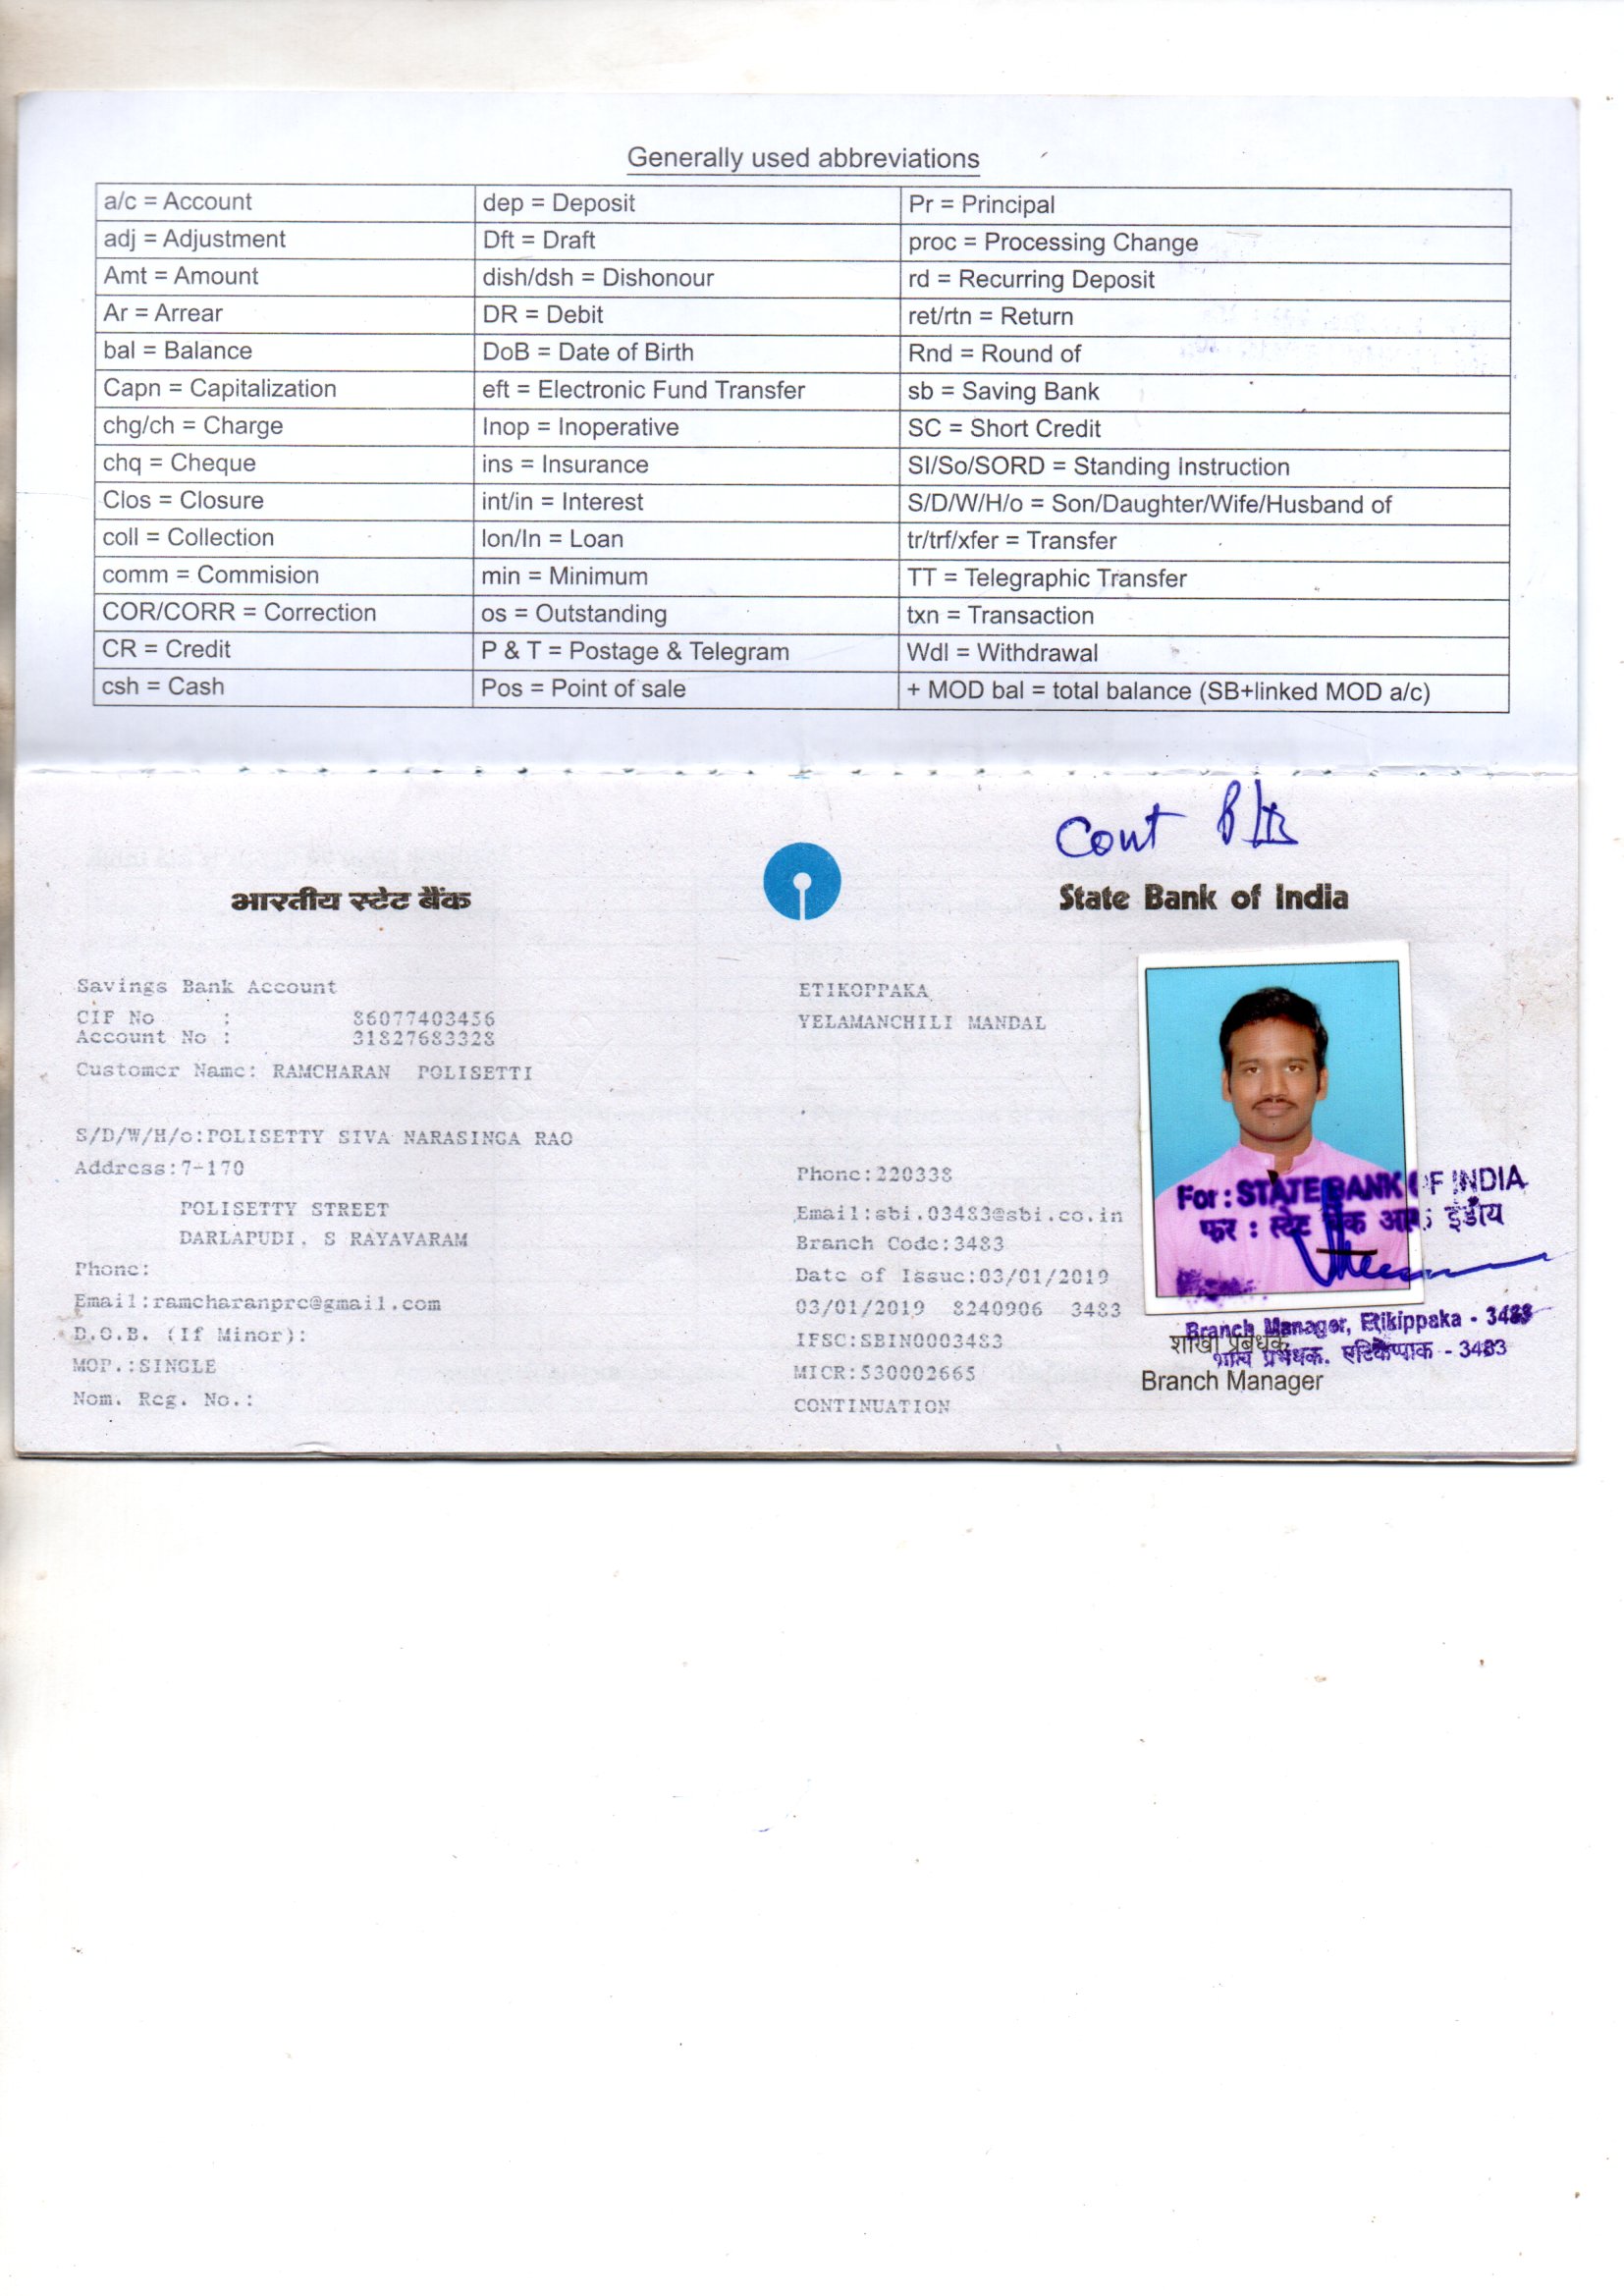 Generally used abbreviations
a/c = Account dep = Deposit Pr = Principal
adj = Adjustment Dft = Draft proc = Processing Change
Amt = Amount dish/dsh = Dishonour rd = Recurring Deposit
Ar = Arrear DR = Debit ret/rtn = Return
bal = Balance DoB = Date of Birth Rnd = Round of
Capn = Capitalization eft = Electronic Fund Transfer sb = Saving Bank
chg/ch = Charge Inop = Inoperative SC = Short Credit
chq = Cheque ins = Insurance SI/So/SORD = Standing Instruction
Clos = Closure int/in = Interest S/D/W/H/o = Son/Daughter/Wife/Husband of
coll = Collection lon/ln = Loan tr/trf/xfer = Transfer
comm = Commision min = Minimum TT = Telegraphic Transfer
COR/CORR = Correction os = Outstanding txn = Transaction
CR = Credit P & T = Postage & Telegram Wdl = Withdrawal
csh = Cash Pos = Point of sale + MOD bal = total balance (SB+linked MOD a/c)
Cont
भारतीय स्टेट बैंक State Bank of India
Savings Bank Account
CIF No : 86077403456
Account No : 31827683328
Customer Name: RAMCHARAN POLISETTI
S/D/W/H/o:POLISETTY SIVA NARASINGA RAO
Address:7-170
POLISETTY STREET
DARLAPUDI, S RAYAVARAM
Phone:
Email:ramcharanprc@gmail.com
D.O.B. (If Minor):
MOP.:SINGLE
Nom. Reg. No.:
ETIKOPPAKA
YELAMANCHILI MANDAL
Phone:220338
Email:sbi.03483@sbi.co.in
Branch Code:3483
Date of Issue:03/01/2019
03/01/2019 8240906 3483
IFSC:SBIN0003483
MICR:530002665
CONTINUATION
For : STATE BANK OF INDIA
फर : स्टेट बैंक आफ इंडीय
Branch Manager, Etikippaka - 3483
शाखा प्रबंधक
- 3483
Branch Manager